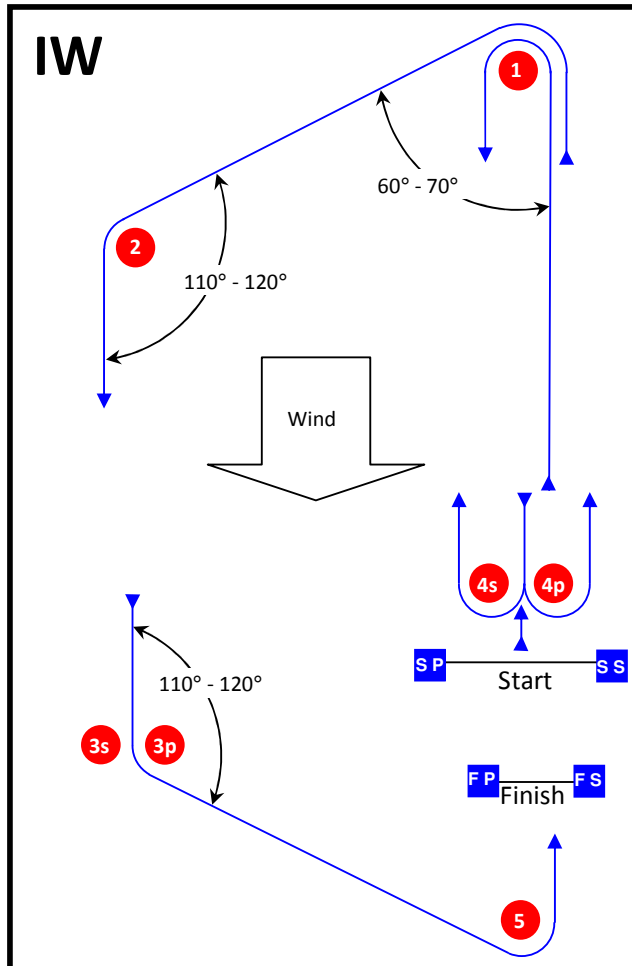 IW
1
60° - 70°
2
110° - 120°
Wind
4s
4p
110° - 120°
S P
S S
Start
3s
3p
F P
F S
Finish
5